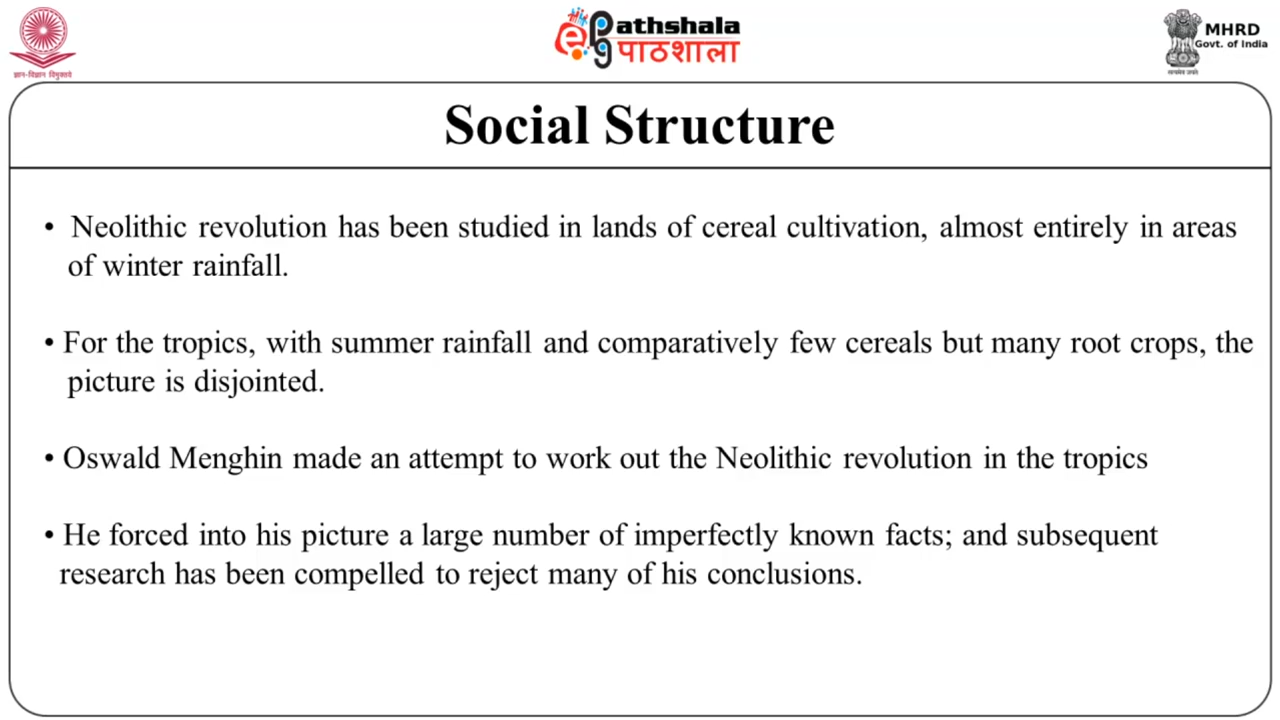 ज्ञान-विज्ञान विमुक्तये
ePathshala
पाठशाला
सत्यमेव जयते
MHRD
Govt. of India
Social Structure
• Neolithic revolution has been studied in lands of cereal cultivation, almost entirely in areas
of winter rainfall.
• For the tropics, with summer rainfall and comparatively few cereals but many root crops, the
picture is disjointed.
• Oswald Menghin made an attempt to work out the Neolithic revolution in the tropics
• He forced into his picture a large number of imperfectly known facts; and subsequent
research has been compelled to reject many of his conclusions.